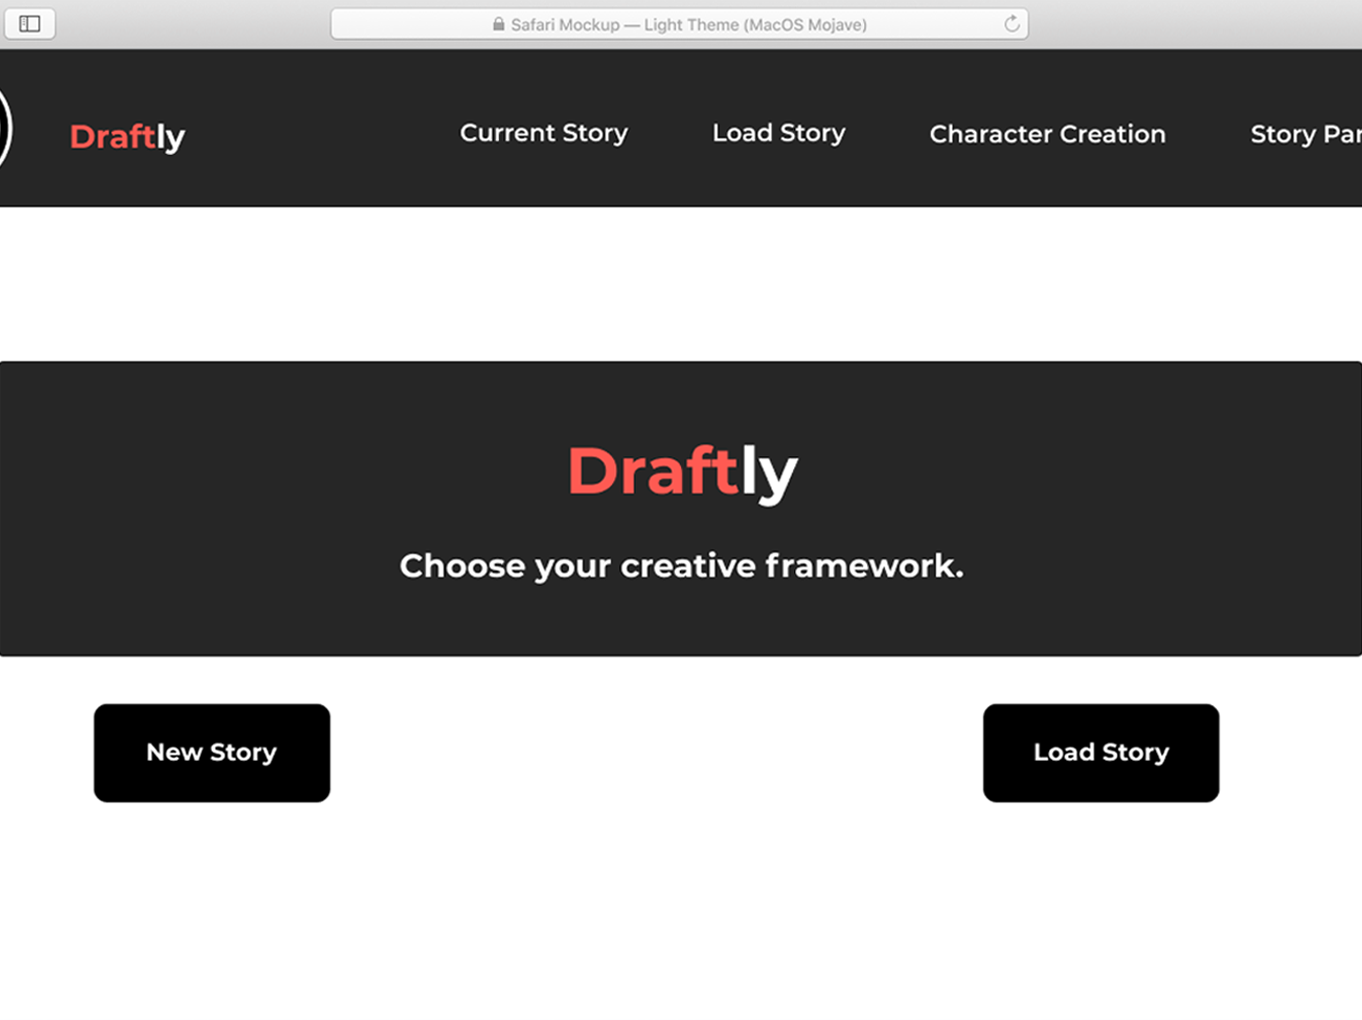 Safari Mockup — Light Theme (MacOS Mojave)
Draftly Current Story Load Story Character Creation Story Par
Draftly
Choose your creative framework.
New Story Load Story